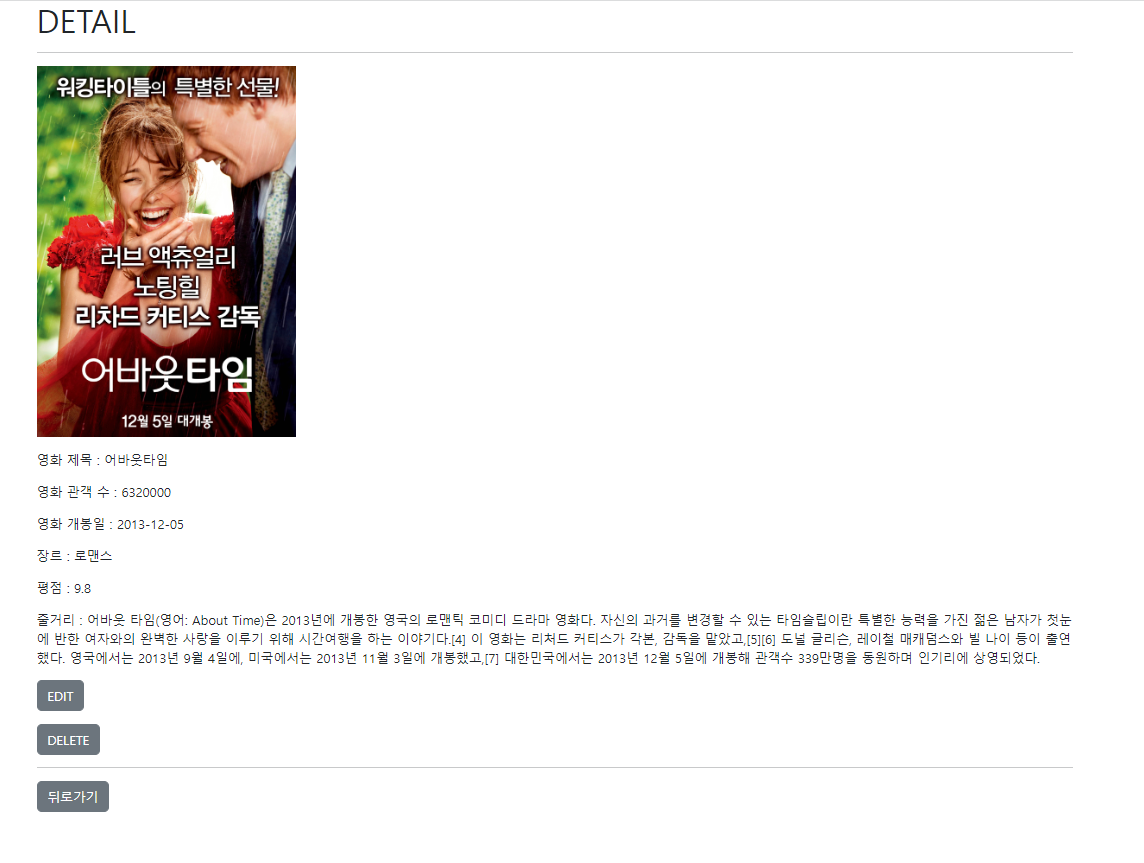 DETAIL
워킹타이틀의 특별한 선물!
러브 액츄얼리
노팅힐
리차드 커티스 감독
어바웃타임
12월 5일 대개봉
영화 제목 : 어바웃타임
영화 관객 수 : 6320000
영화 개봉일 : 2013-12-05
장르 : 로맨스
평점 : 9.8
줄거리 : 어바웃 타임(영어: About Time)은 2013년에 개봉한 영국의 로맨틱 코미디 드라마 영화다. 자신의 과거를 변경할 수 있는 타임슬립이란 특별한 능력을 가진 젊은 남자가 첫눈
에 반한 여자와의 완벽한 사랑을 이루기 위해 시간여행을 하는 이야기다.[4] 이 영화는 리처드 커티스가 각본, 감독을 맡았고,[5][6] 도널 글리슨, 레이철 매캐덤스와 빌 나이 등이 출연
했다. 영국에서는 2013년 9월 4일에, 미국에서는 2013년 11월 3일에 개봉했고,[7] 대한민국에서는 2013년 12월 5일에 개봉해 관객수 339만명을 동원하며 인기리에 상영되었다.
EDIT
DELETE
뒤로가기